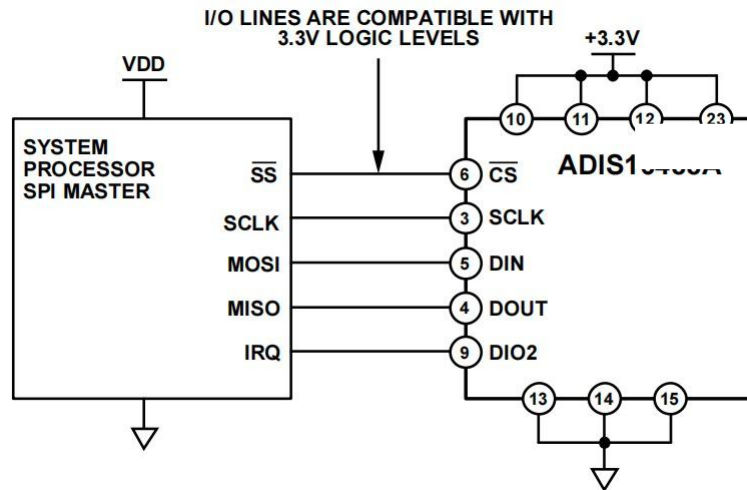 I/O LINES ARE COMPATIBLE WITH
3.3V LOGIC LEVELS
+3.3V
VDD
10
11
12
23
SYSTEM
PROCESSOR
SPI MASTER
SS
6
CS
SCLK
3
SCLK
MOSI
5
DIN
MISO
4
DOUT
IRQ
9
DIO2
13
14
15